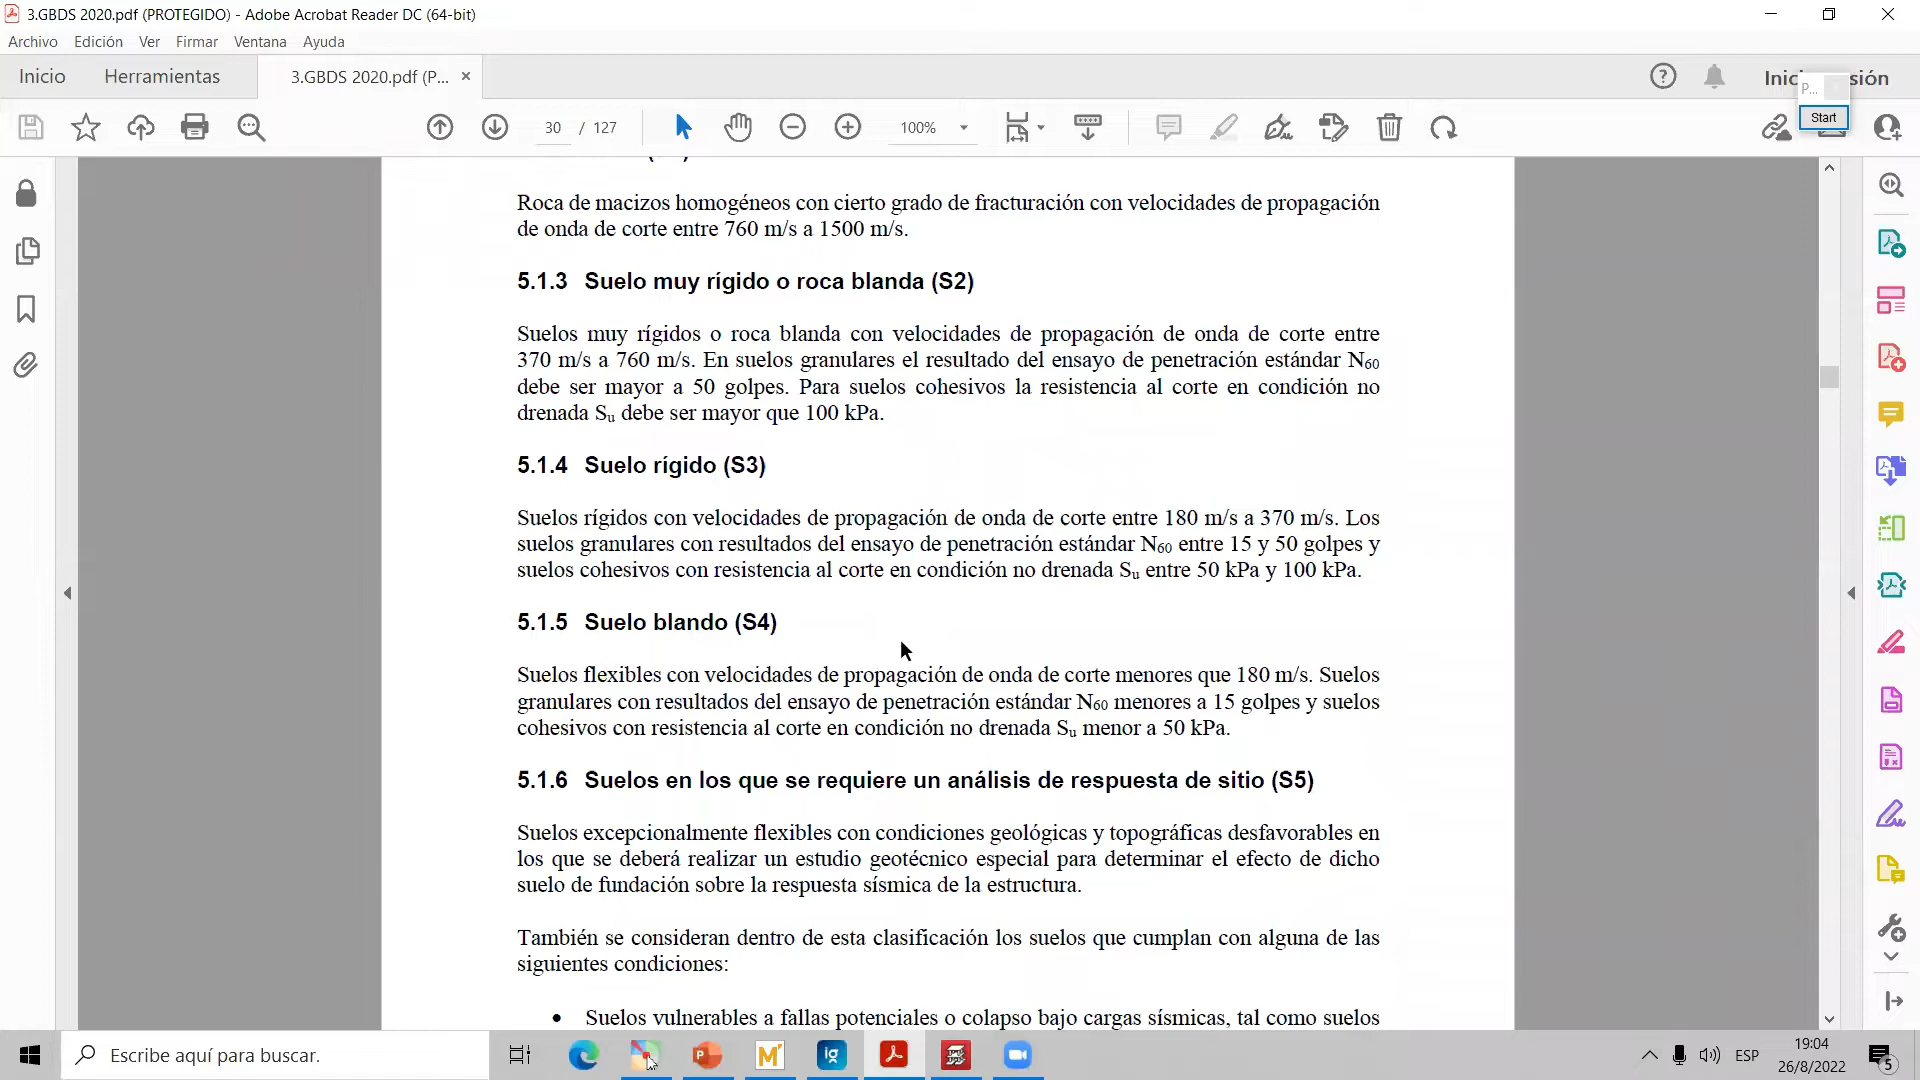 3.GBDS 2020.pdf (PROTEGIDO) - Adobe Acrobat Reader DC (64-bit)
Archivo Edición Ver Firmar Ventana Ayuda
Inicio Herramientas 3.GBDS 2020.pdf (P... × Inic sión
P...
30 / 127 100% Start
Roca de macizos homogéneos con cierto grado de fracturación con velocidades de propagación
de onda de corte entre 760 m/s a 1500 m/s.
5.1.3 Suelo muy rígido o roca blanda (S2)
Suelos muy rígidos o roca blanda con velocidades de propagación de onda de corte entre
370 m/s a 760 m/s. En suelos granulares el resultado del ensayo de penetración estándar N60
debe ser mayor a 50 golpes. Para suelos cohesivos la resistencia al corte en condición no
drenada Su debe ser mayor que 100 kPa.
5.1.4 Suelo rígido (S3)
Suelos rígidos con velocidades de propagación de onda de corte entre 180 m/s a 370 m/s. Los
suelos granulares con resultados del ensayo de penetración estándar N60 entre 15 y 50 golpes y
suelos cohesivos con resistencia al corte en condición no drenada Su entre 50 kPa y 100 kPa.
5.1.5 Suelo blando (S4)
Suelos flexibles con velocidades de propagación de onda de corte menores que 180 m/s. Suelos
granulares con resultados del ensayo de penetración estándar N60 menores a 15 golpes y suelos
cohesivos con resistencia al corte en condición no drenada Su menor a 50 kPa.
5.1.6 Suelos en los que se requiere un análisis de respuesta de sitio (S5)
Suelos excepcionalmente flexibles con condiciones geológicas y topográficas desfavorables en
los que se deberá realizar un estudio geotécnico especial para determinar el efecto de dicho
suelo de fundación sobre la respuesta sísmica de la estructura.
También se consideran dentro de esta clasificación los suelos que cumplan con alguna de las
siguientes condiciones:
• Suelos vulnerables a fallas potenciales o colapso bajo cargas sísmicas, tal como suelos
Escribe aquí para buscar. ESP 19:04
26/8/2022 5